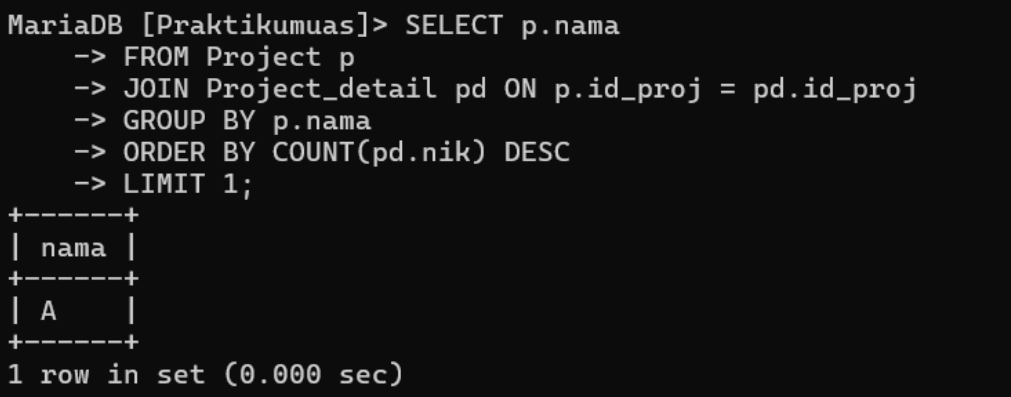 MariaDB [Praktikumuas]> SELECT p.nama
    -> FROM Project p
    -> JOIN Project_detail pd ON p.id_proj = pd.id_proj
    -> GROUP BY p.nama
    -> ORDER BY COUNT(pd.nik) DESC
    -> LIMIT 1;
+------+
| nama |
+------+
| A    |
+------+
1 row in set (0.000 sec)